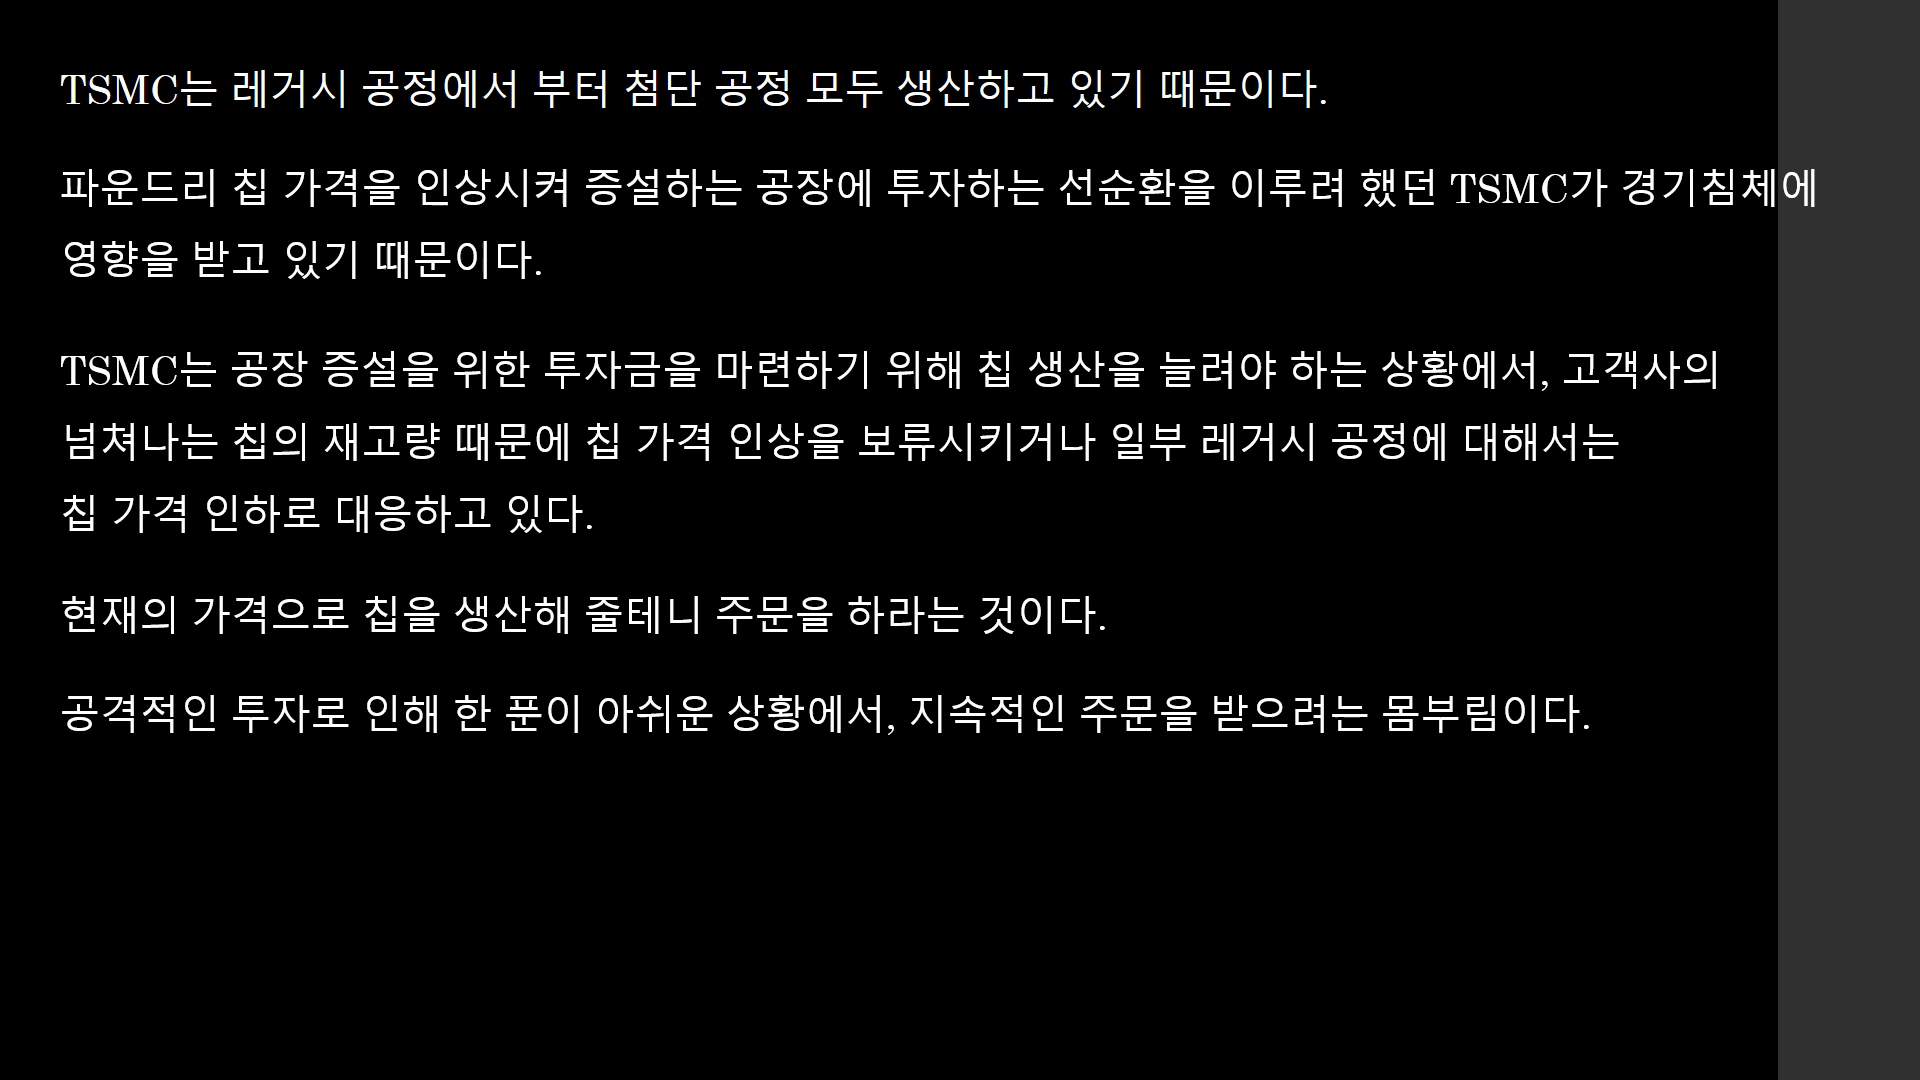 TSMC는 레거시 공정에서 부터 첨단 공정 모두 생산하고 있기 때문이다.
파운드리 칩 가격을 인상시켜 증설하는 공장에 투자하는 선순환을 이루려 했던 TSMC가 경기침체에
영향을 받고 있기 때문이다.
TSMC는 공장 증설을 위한 투자금을 마련하기 위해 칩 생산을 늘려야 하는 상황에서, 고객사의
넘쳐나는 칩의 재고량 때문에 칩 가격 인상을 보류시키거나 일부 레거시 공정에 대해서는
칩 가격 인하로 대응하고 있다.
현재의 가격으로 칩을 생산해 줄테니 주문을 하라는 것이다.
공격적인 투자로 인해 한 푼이 아쉬운 상황에서, 지속적인 주문을 받으려는 몸부림이다.